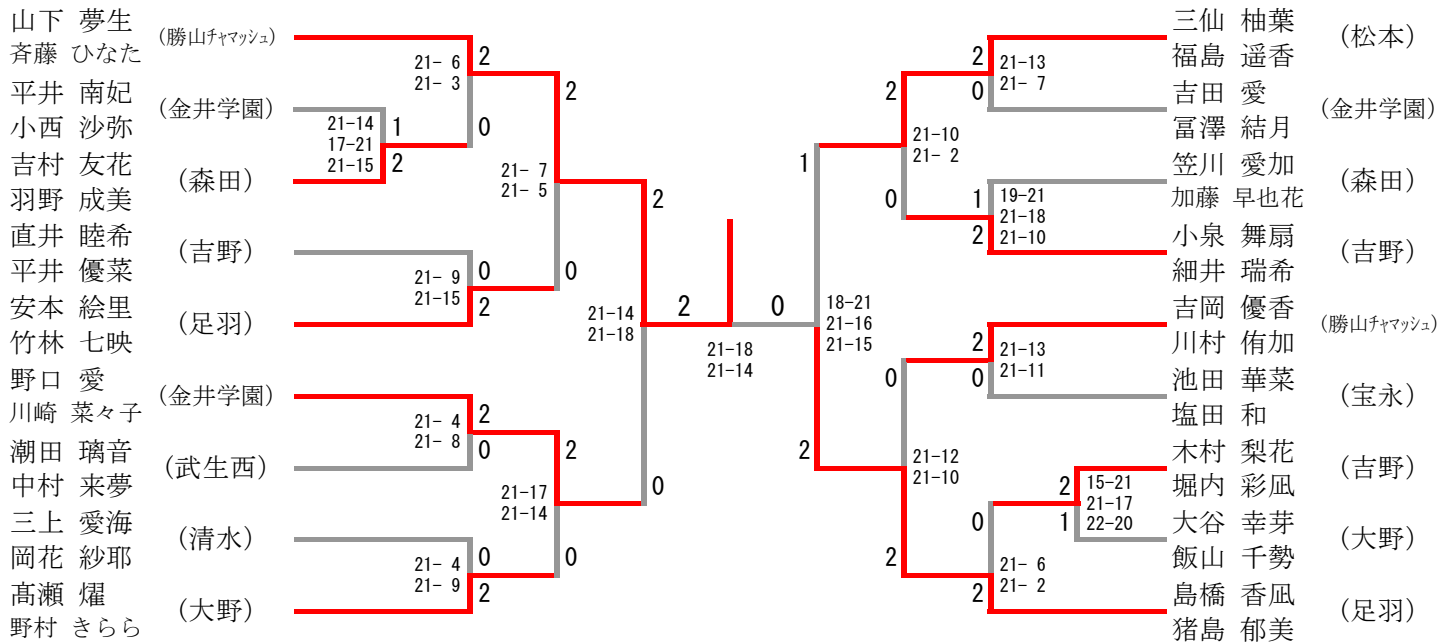 山下 夢生
斉藤 ひなた
(勝山チャマッシュ)
平井 南妃
小西 沙弥
(金井学園)
吉村 友花
羽野 成美
(森田)
直井 睦希
平井 優菜
(吉野)
安本 絵里
竹林 七映
(足羽)
野口 愛
川崎 菜々子
(金井学園)
潮田 璃音
中村 来夢
(武生西)
三上 愛海
岡花 紗耶
(清水)
髙瀬 燿
野村 きらら
(大野)
21-14
17-21
21-15
1
2
21- 6
21- 3
2
0
21- 9
21-15
0
2
21- 4
21- 8
2
0
21- 4
21- 9
0
2
21- 7
21- 5
2
0
21-17
21-14
2
0
21-14
21-18
2
0
2
0
21-18
21-14
18-21
21-16
21-15
1
2
21-10
21- 2
2
0
21-12
21-10
0
2
21-13
21- 7
2
0
19-21
21-18
21-10
1
2
21-13
21-11
2
0
21- 6
21- 2
0
2
15-21
21-17
22-20
2
1
三仙 柚葉
福島 遥香
(松本)
吉田 愛
冨澤 結月
(金井学園)
笠川 愛加
加藤 早也花
(森田)
小泉 舞扇
細井 瑞希
(吉野)
吉岡 優香
川村 侑加
(勝山チャマッシュ)
池田 華菜
塩田 和
(宝永)
木村 梨花
堀内 彩凪
(吉野)
大谷 幸芽
飯山 千勢
(大野)
島橋 香凪
猪島 郁美
(足羽)